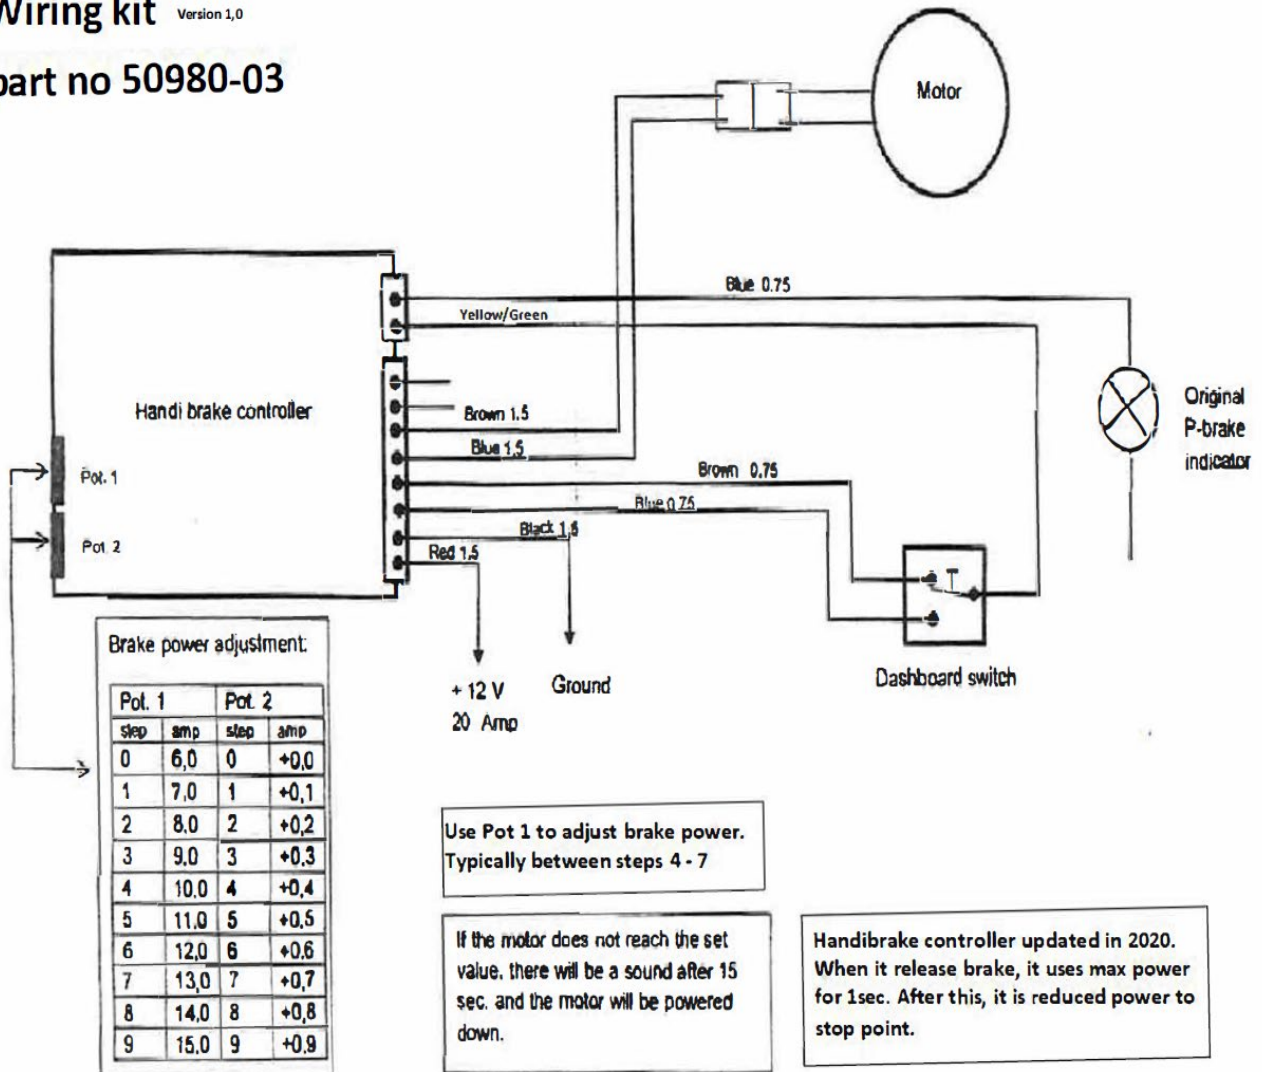 Wiring kit Version 1,0
part no 50980-03
Motor
Blue 0.75
Yellow/Green
Handi brake controller
Brown 1.5
Blue 1,5
Brown 0.75
Blue 0.75
Black 1,5
Red 1.5
Pot. 1
Pot. 2
Original
P-brake
indicator
+ 12 V
20 Amp
Ground
Dashboard switch
Brake power adjustment:
Pot. 1 Pot. 2
step amp step amp
0 6,0 0 +0,0
1 7,0 1 +0,1
2 8,0 2 +0,2
3 9,0 3 +0,3
4 10,0 4 +0,4
5 11,0 5 +0,5
6 12,0 6 +0,6
7 13,0 7 +0,7
8 14,0 8 +0,8
9 15,0 9 +0,9
Use Pot 1 to adjust brake power.
Typically between steps 4 - 7
If the motor does not reach the set
value, there will be a sound after 15
sec. and the motor will be powered
down.
Handibrake controller updated in 2020.
When it release brake, it uses max power
for 1sec. After this, it is reduced power to
stop point.